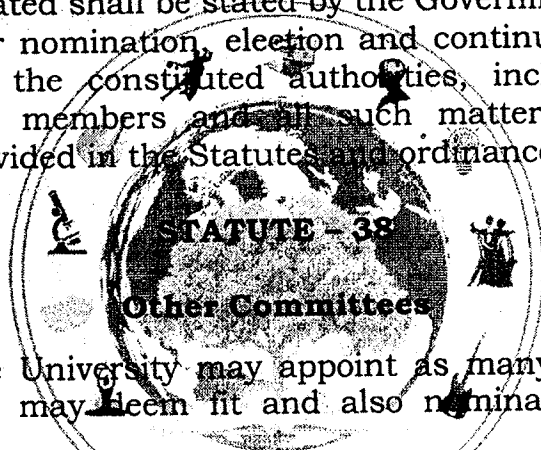 ated shall be stated by the Governm
r nomination, election and continu
the constituted authorities, inc
members and all such matter
vided in the Statutes and ordinance
STATUTE – 38
Other Committees
e University may appoint as many
may deem fit and also nomina